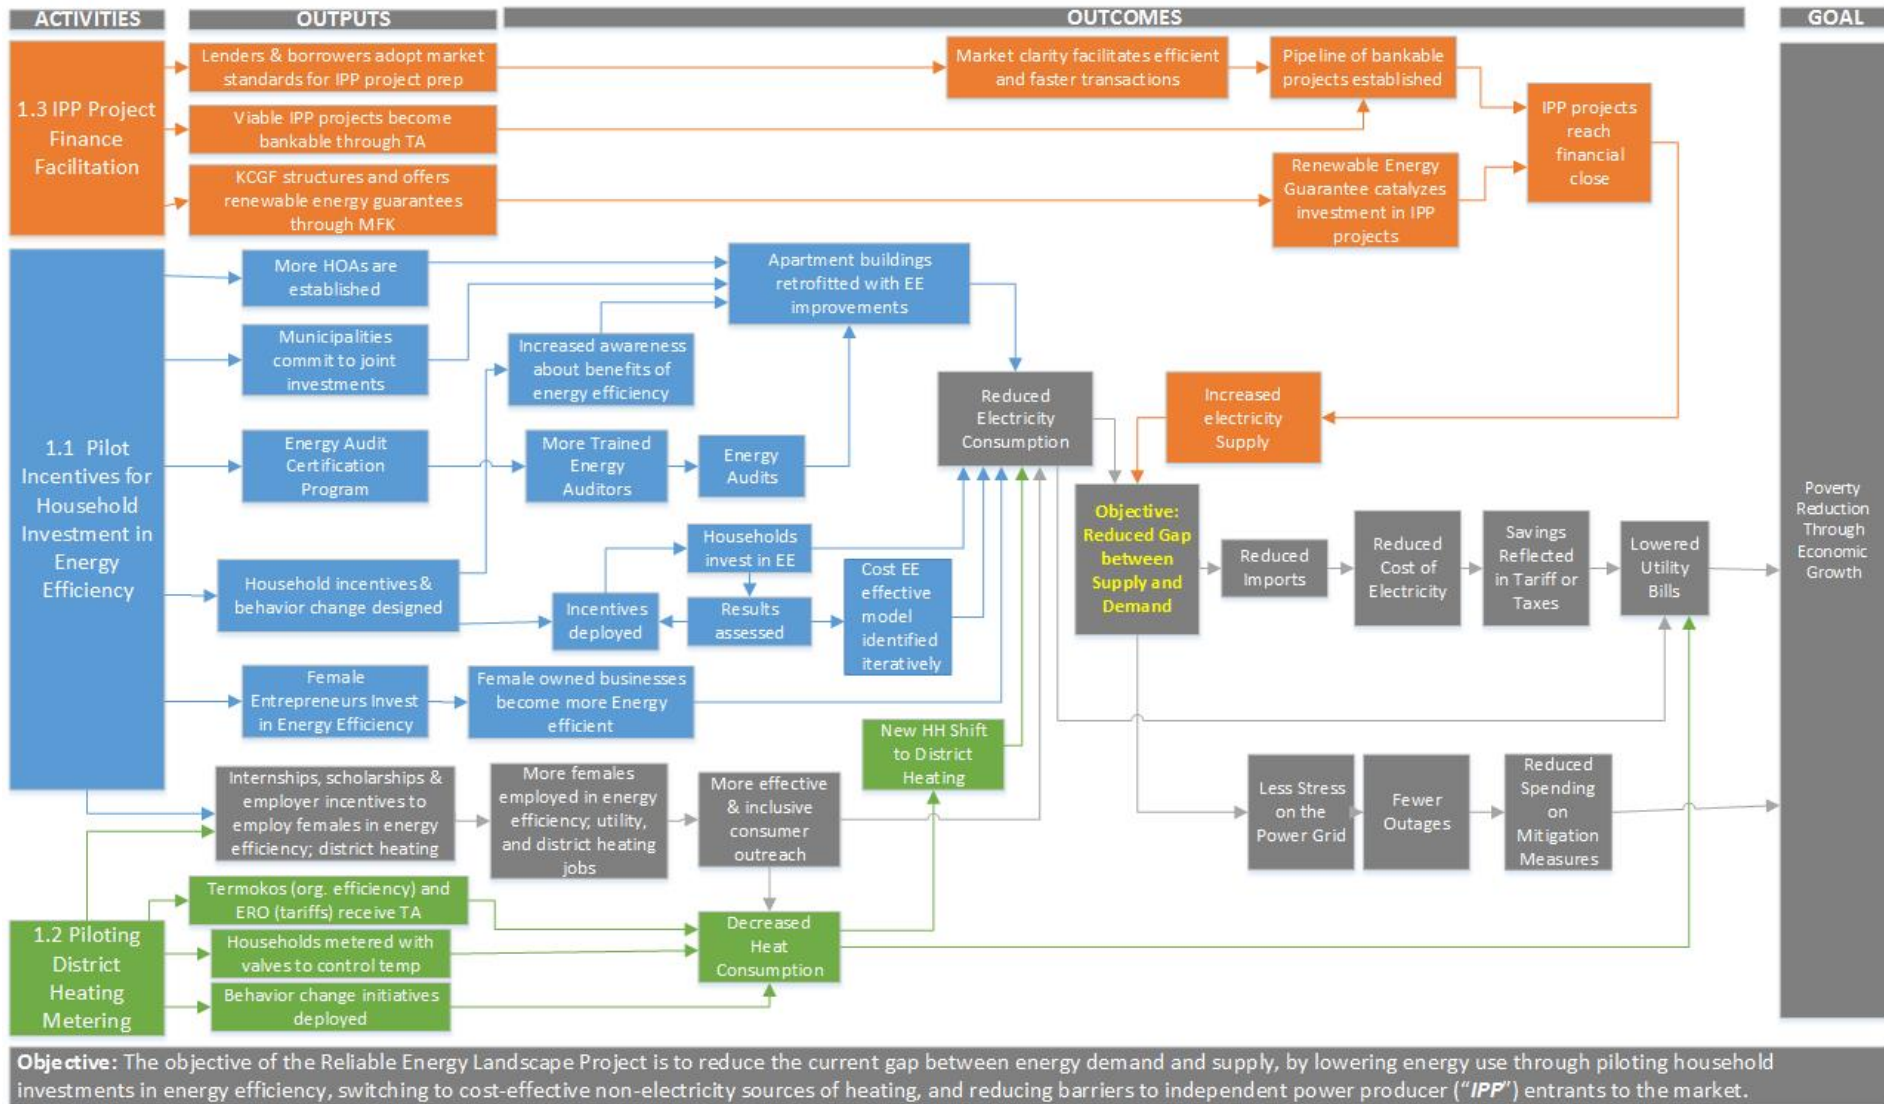 ACTIVITIES
OUTPUTS
OUTCOMES
GOAL
1.3 IPP Project
Finance
Facilitation
Lenders & borrowers adopt market
standards for IPP project prep
Market clarity facilitates efficient
and faster transactions
Pipeline of bankable
projects established
Viable IPP projects become
bankable through TA
IPP projects
reach
financial
close
KCGF structures and offers
renewable energy guarantees
through MFK
Renewable Energy
Guarantee catalyzes
investment in IPP
projects
1.1 Pilot
Incentives for
Household
Investment in
Energy
Efficiency
More HOAs are
established
Apartment buildings
retrofitted with EE
improvements
Municipalities
commit to joint
investments
Increased awareness
about benefits of
energy efficiency
Reduced
Electricity
Consumption
Increased
electricity
Supply
Energy Audit
Certification
Program
More Trained
Energy
Auditors
Energy
Audits
Objective:
Reduced Gap
between
Supply and
Demand
Reduced
Imports
Reduced
Cost of
Electricity
Savings
Reflected
in Tariff or
Taxes
Lowered
Utility
Bills
Poverty
Reduction
Through
Economic
Growth
Households
invest in EE
Household incentives &
behavior change designed
Incentives
deployed
Results
assessed
Cost EE
effective
model
identified
iteratively
Female
Entrepreneurs Invest
in Energy Efficiency
Female owned businesses
become more Energy
efficient
New HH Shift
to District
Heating
Internships, scholarships &
employer incentives to
employ females in energy
efficiency; district heating
More females
employed in energy
efficiency; utility,
and district heating
jobs
More effective
& inclusive
consumer
outreach
Less Stress
on the
Power Grid
Fewer
Outages
Reduced
Spending
on
Mitigation
Measures
1.2 Piloting
District
Heating
Metering
Termokos (org. efficiency) and
ERO (tariffs) receive TA
Households metered with
valves to control temp
Behavior change initiatives
deployed
Decreased
Heat
Consumption
Objective: The objective of the Reliable Energy Landscape Project is to reduce the current gap between energy demand and supply, by lowering energy use through piloting household
investments in energy efficiency, switching to cost-effective non-electricity sources of heating, and reducing barriers to independent power producer (“IPP”) entrants to the market.